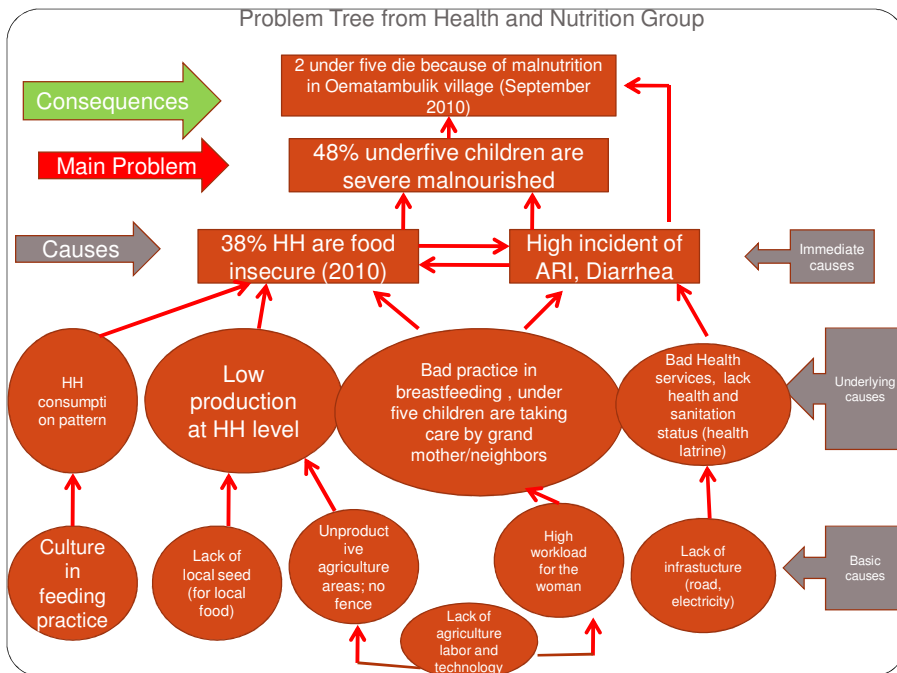 Problem Tree from Health and Nutrition Group
2 under five die because of malnutrition
in Oematambulik village (September
2010)
Consequences
Main Problem
48% underfive children are
severe malnourished
Causes
38% HH are food
insecure (2010)
High incident of
ARI, Diarrhea
Immediate
causes
HH
consumpti
on pattern
Low
production
at HH level
Bad practice in
breastfeeding , under
five children are taking
care by grand
mother/neighbors
Bad Health
services, lack
health and
sanitation
status (health
latrine)
Underlying
causes
Culture
in
feeding
practice
Lack of
local seed
(for local
food)
Unproduct
ive
agriculture
areas; no
fence
High
workload
for the
woman
Lack of
infrastucture
(road,
electricity)
Basic
causes
Lack of
agriculture
labor and
technology